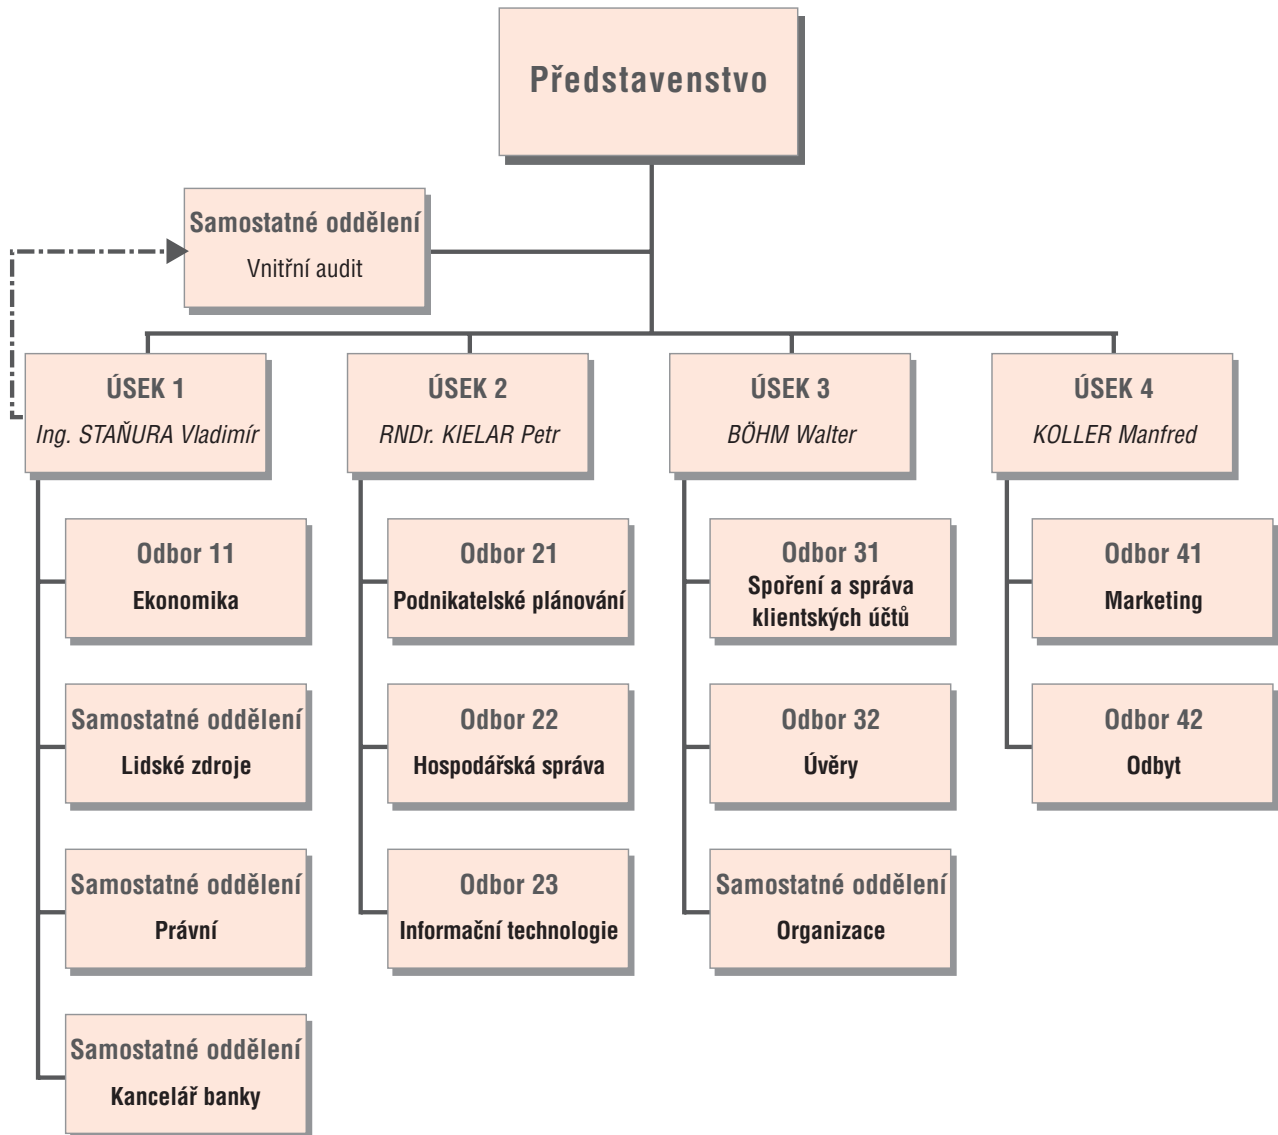 Představenstvo
Samostatné oddělení
Vnitřní audit
ÚSEK 1
Ing. STAŇURA Vladimír
ÚSEK 2
RNDr. KIELAR Petr
ÚSEK 3
BÖHM Walter
ÚSEK 4
KOLLER Manfred
Odbor 11
Ekonomika
Samostatné oddělení
Lidské zdroje
Samostatné oddělení
Právní
Samostatné oddělení
Kancelář banky
Odbor 21
Podnikatelské plánování
Odbor 22
Hospodářská správa
Odbor 23
Informační technologie
Odbor 31
Spoření a správa
klientských účtů
Odbor 32
Úvěry
Samostatné oddělení
Organizace
Odbor 41
Marketing
Odbor 42
Odbyt